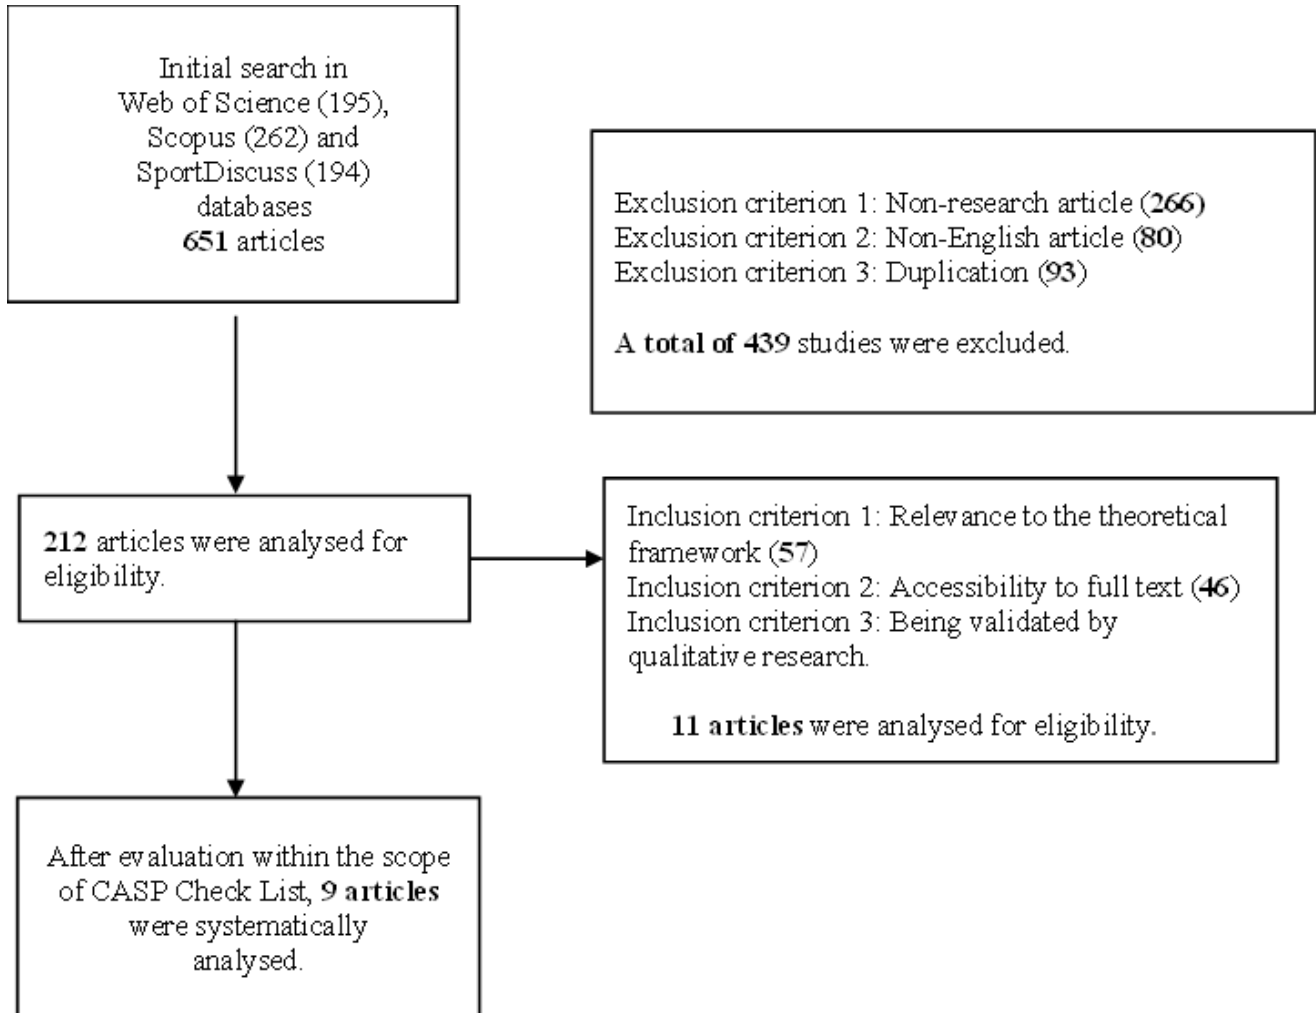 Initial search in
Web of Science (195),
Scopus (262) and
SportDiscuss (194)
databases
651 articles
Exclusion criterion 1: Non-research article (266)
Exclusion criterion 2: Non-English article (80)
Exclusion criterion 3: Duplication (93)
A total of 439 studies were excluded.
212 articles were analysed for
eligibility.
Inclusion criterion 1: Relevance to the theoretical
framework (57)
Inclusion criterion 2: Accessibility to full text (46)
Inclusion criterion 3: Being validated by
qualitative research.
11 articles were analysed for eligibility.
After evaluation within the scope
of CASP Check List, 9 articles
were systematically
analysed.